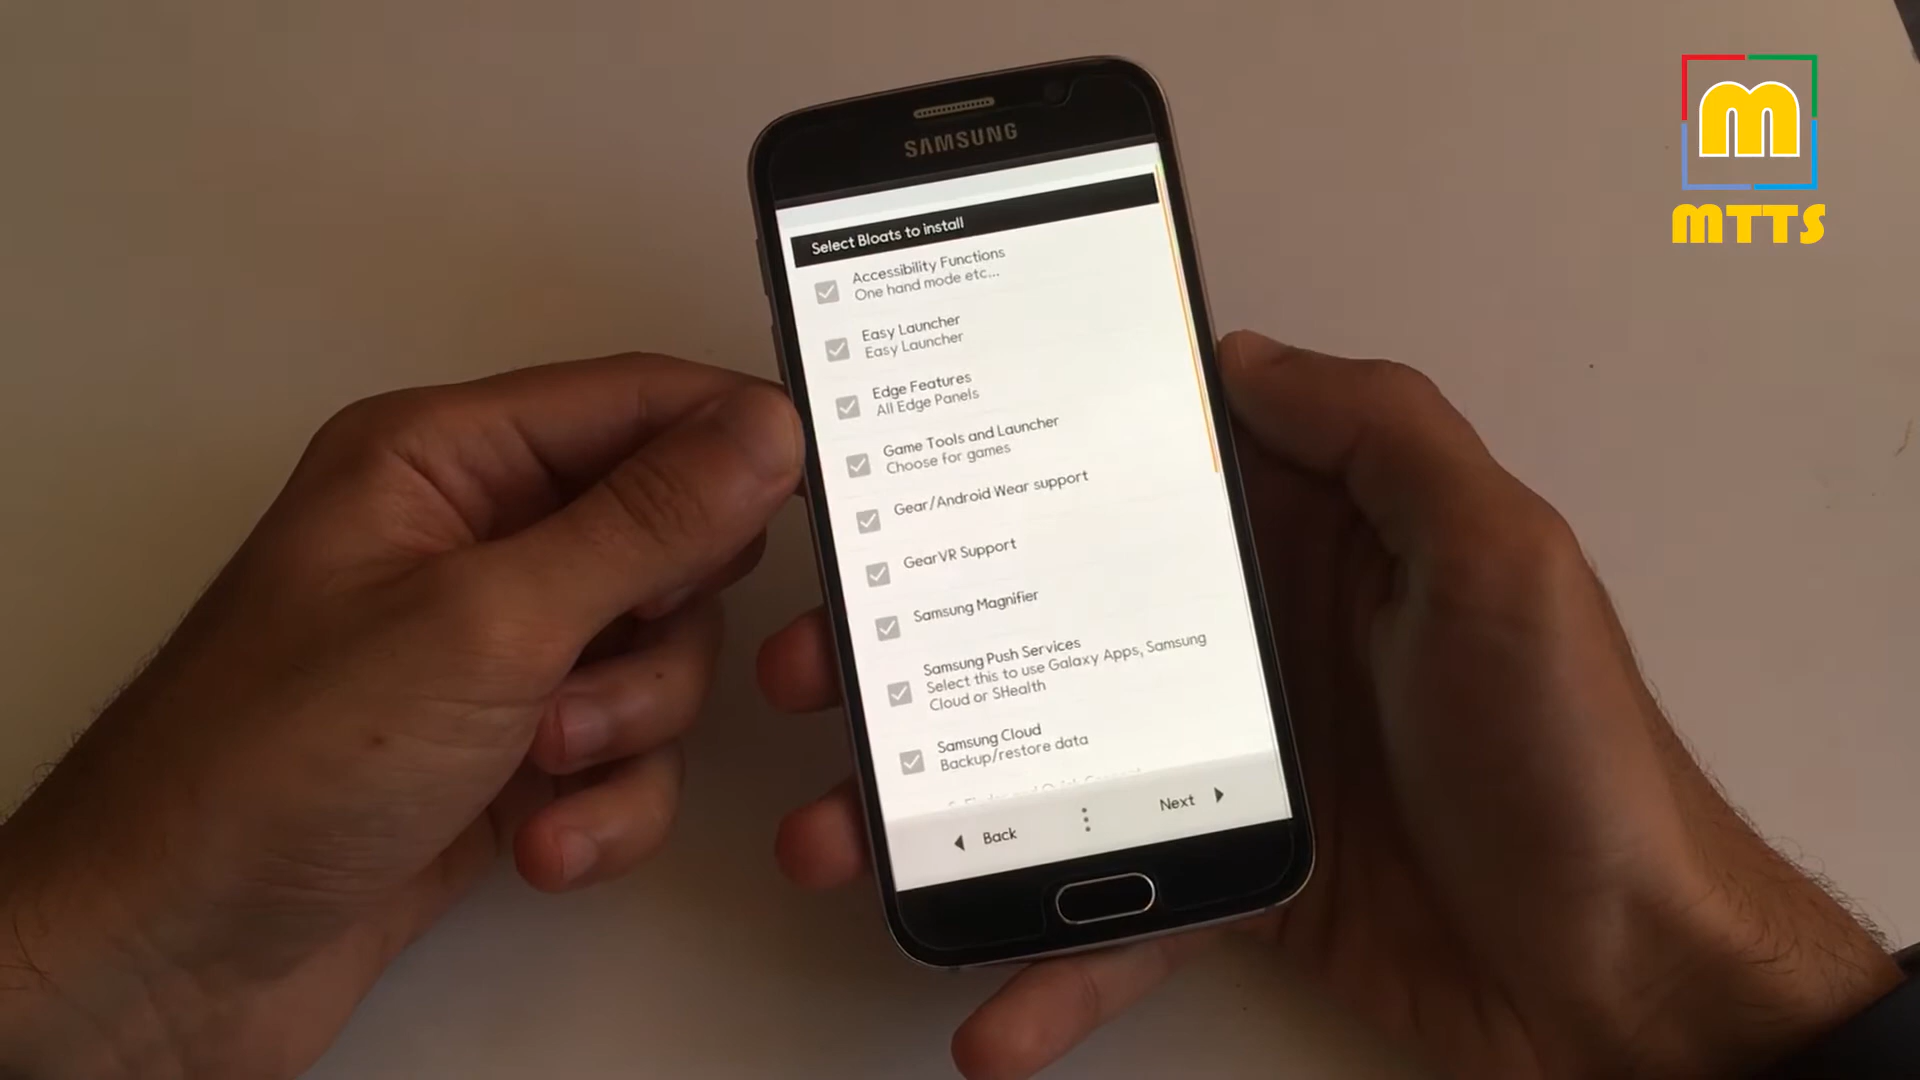 SAMSUNG
Select Bloats to install
Accessibility Functions
One hand mode etc...
Easy Launcher
Easy Launcher
Edge Features
All Edge Panels
Game Tools and Launcher
Choose for games
Gear/Android Wear support
GearVR Support
Samsung Magnifier
Samsung Push Services
Select this to use Galaxy Apps, Samsung
Cloud or SHealth
Samsung Cloud
Backup/restore data
Back
Next
m
MTTS